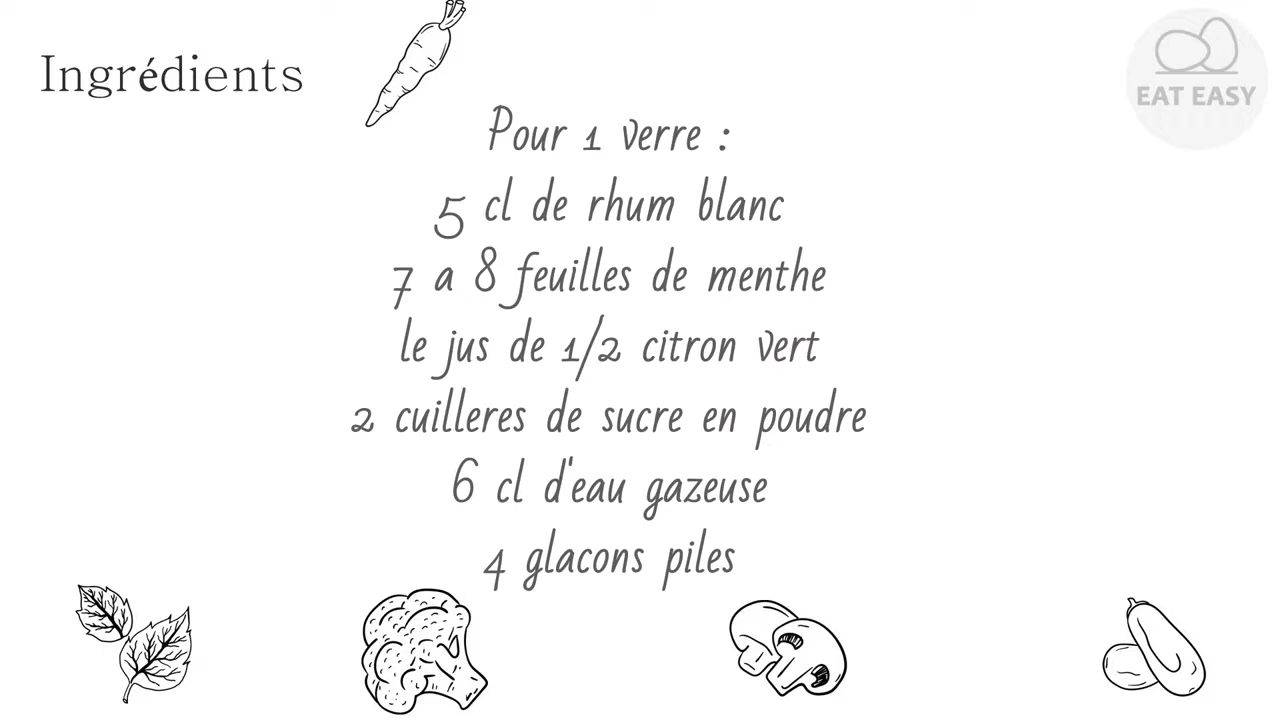 Ingrédients
EAT EASY
Pour 1 verre :
5 cl de rhum blanc
7 a 8 feuilles de menthe
le jus de 1/2 citron vert
2 cuilleres de sucre en poudre
6 cl d'eau gazeuse
4 glacons piles